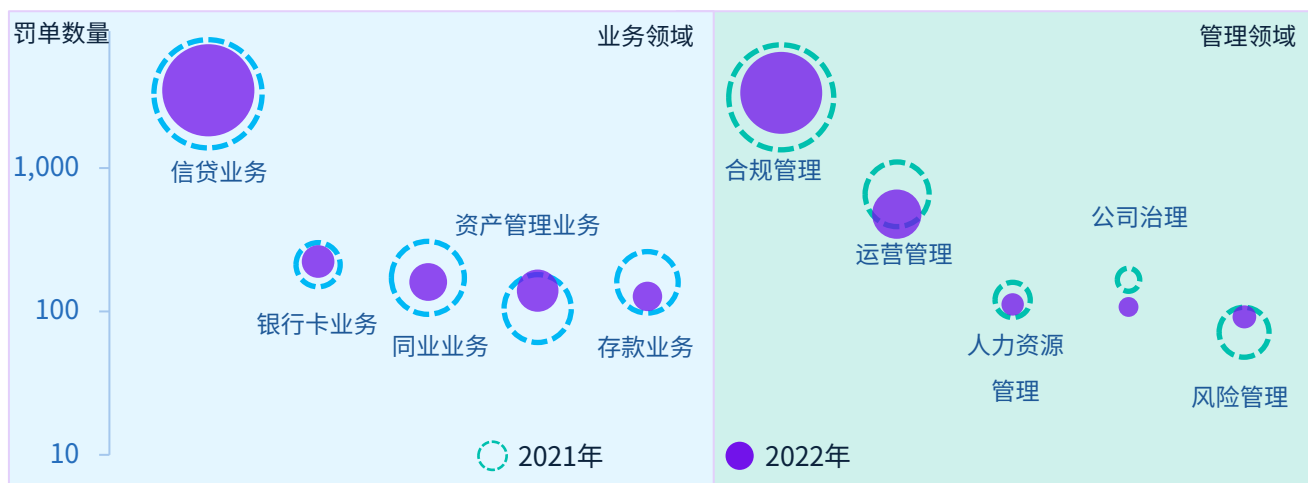 罚单数量
业务领域
管理领域
1,000
100
10
信贷业务
银行卡业务
同业业务
资产管理业务
存款业务
合规管理
运营管理
人力资源
管理
公司治理
风险管理
2021年
2022年